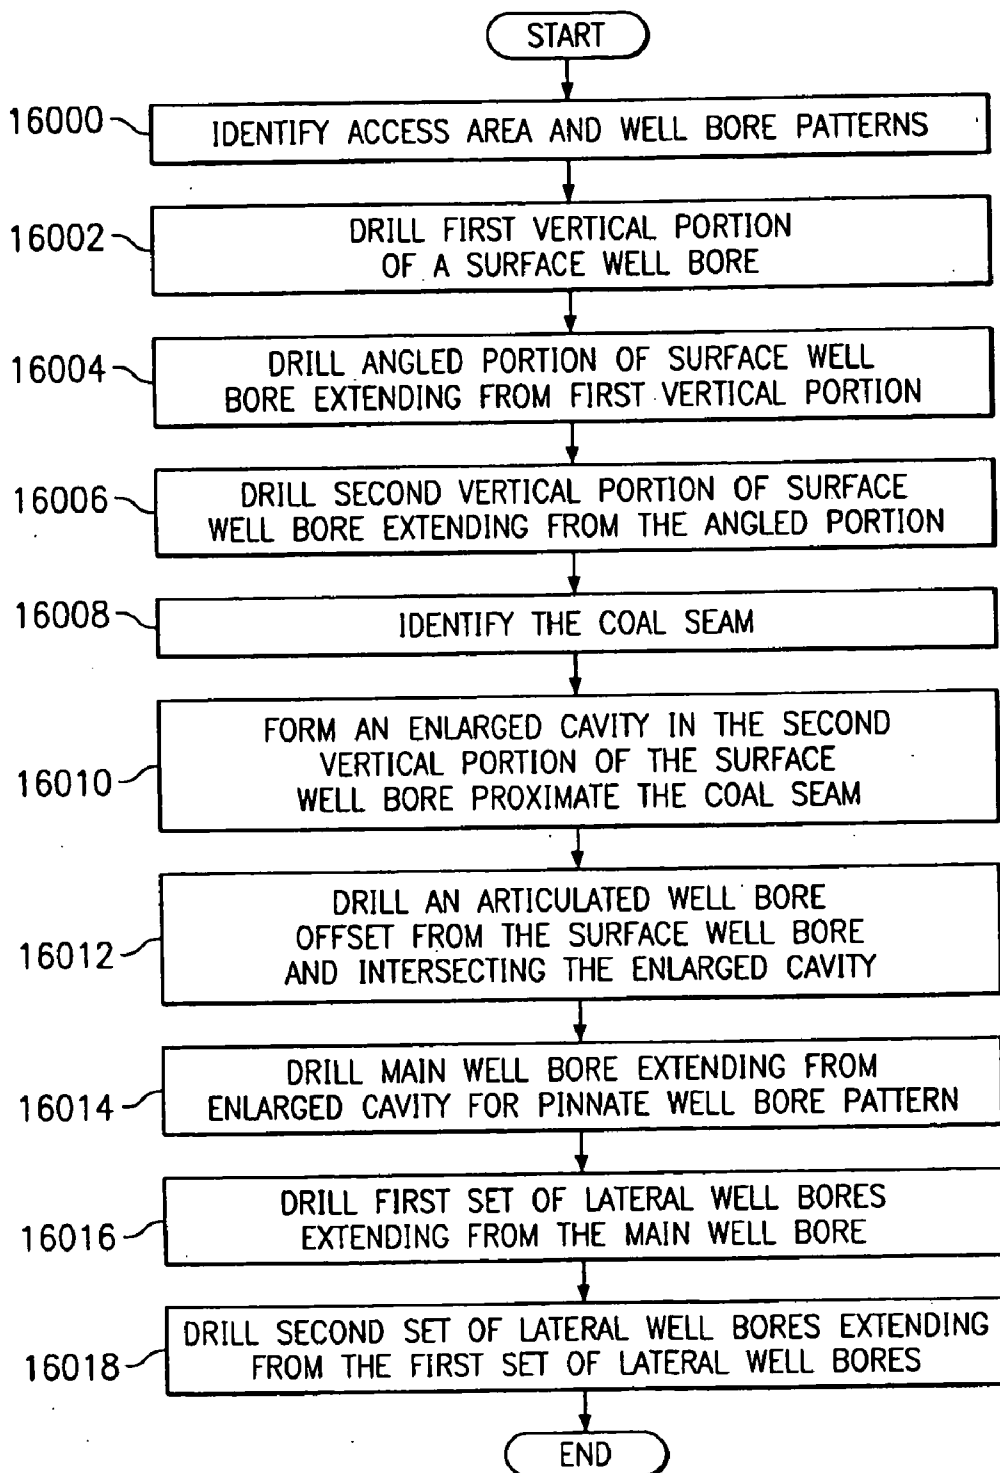 START
16000
IDENTIFY ACCESS AREA AND WELL BORE PATTERNS
16002
DRILL FIRST VERTICAL PORTION
OF A SURFACE WELL BORE
16004
DRILL ANGLED PORTION OF SURFACE WELL
BORE EXTENDING FROM FIRST VERTICAL PORTION
16006
DRILL SECOND VERTICAL PORTION OF SURFACE
WELL BORE EXTENDING FROM THE ANGLED PORTION
16008
IDENTIFY THE COAL SEAM
16010
FORM AN ENLARGED CAVITY IN THE SECOND
VERTICAL PORTION OF THE SURFACE
WELL BORE PROXIMATE THE COAL SEAM
16012
DRILL AN ARTICULATED WELL BORE
OFFSET FROM THE SURFACE WELL BORE
AND INTERSECTING THE ENLARGED CAVITY
16014
DRILL MAIN WELL BORE EXTENDING FROM
ENLARGED CAVITY FOR PINNATE WELL BORE PATTERN
16016
DRILL FIRST SET OF LATERAL WELL BORES
EXTENDING FROM THE MAIN WELL BORE
16018
DRILL SECOND SET OF LATERAL WELL BORES EXTENDING
FROM THE FIRST SET OF LATERAL WELL BORES
END